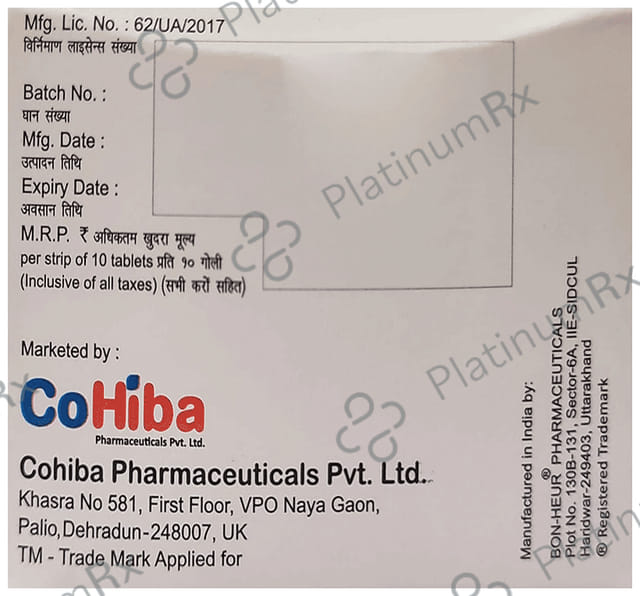 Mfg. Lic. No. : 62/UA/2017
विर्निमाण लाइसेन्स संख्या
Batch No. :
घान संख्या
Mfg. Date :
उत्पादन तिथि
Expiry Date :
अवसान तिथि
M.R.P. ₹ अधिकतम खुदरा मूल्य
per strip of 10 tablets प्रति १० गोली
(Inclusive of all taxes) (सभी करों सहित)
Marketed by :
CoHiba
Pharmaceuticals Pvt. Ltd.
Cohiba Pharmaceuticals Pvt. Ltd.
Khasra No 581, First Floor, VPO Naya Gaon,
Palio,Dehradun-248007, UK
TM - Trade Mark Applied for
Manufactured in India by:
BON-HEUR® PHARMACEUTICALS
Plot No. 130B-131, Sector-6A, IIE-SIDCUL
Haridwar-249403, Uttarakhand
® Registered Trademark
PlatinumRx
PlatinumRx
PlatinumRx
PlatinumRx
PlatinumRx